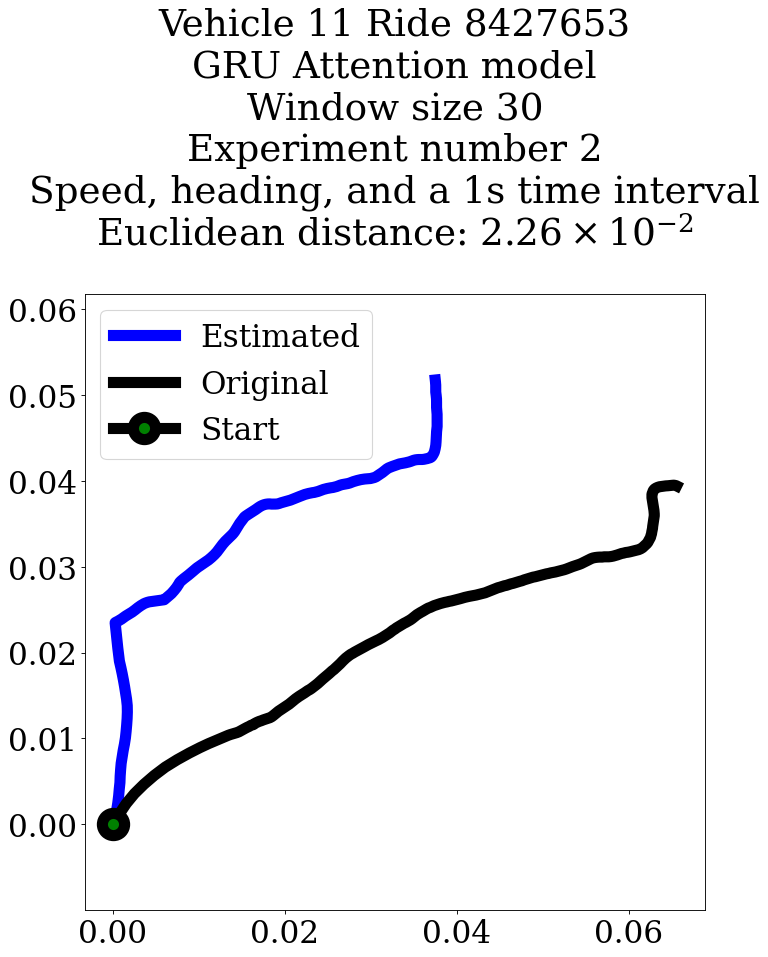 Vehicle 11 Ride 8427653
GRU Attention model
Window size 30
Experiment number 2
Speed, heading, and a 1s time interval
Euclidean distance: 2.26 × 10⁻²
0.06
0.05
0.04
0.03
0.02
0.01
0.00
Estimated
Original
Start
0.00 0.02 0.04 0.06